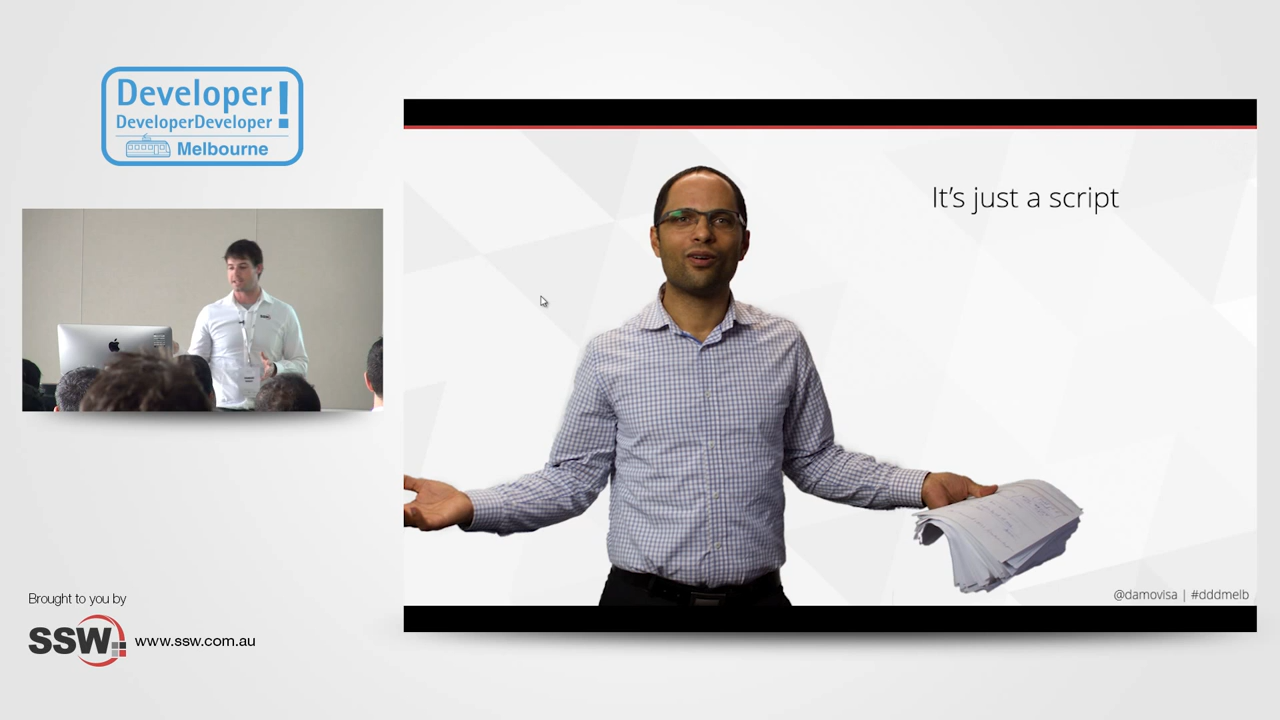 Developer!
DeveloperDeveloper
Melbourne
It's just a script
@damovisa | #dddmelb
Brought to you by
SSW
www.ssw.com.au